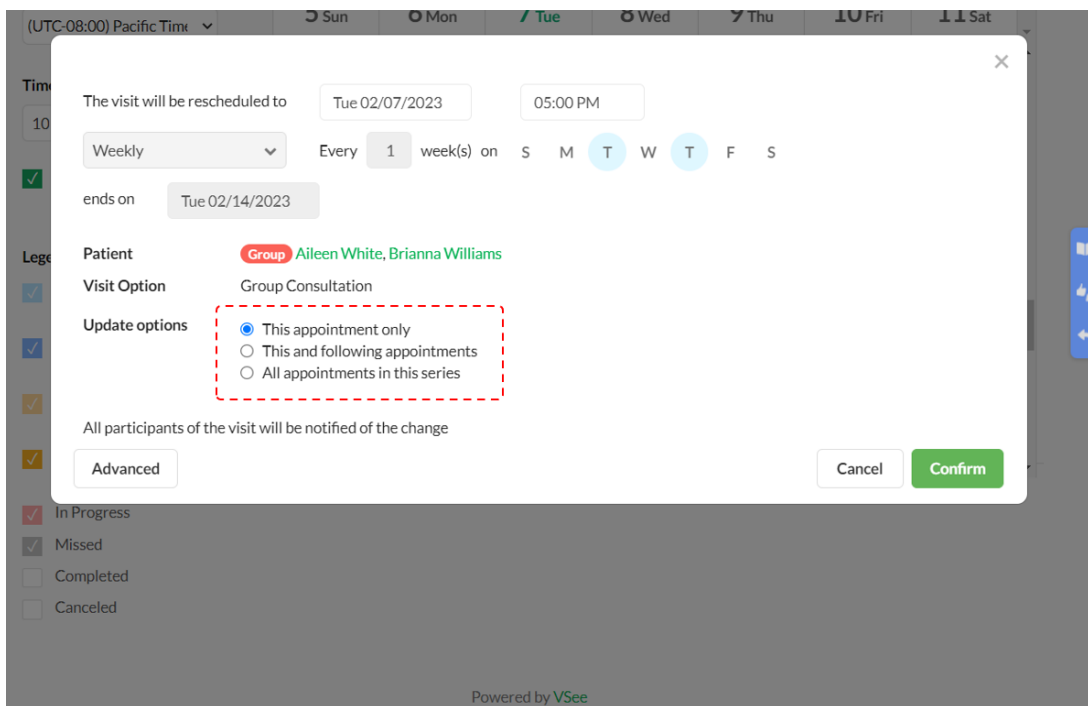 (UTC-08:00) Pacific Time
5 Sun 6 Mon 7 Tue 8 Wed 9 Thu 10 Fri 11 Sat
The visit will be rescheduled to Tue 02/07/2023 05:00 PM
10
Weekly Every 1 week(s) on S M T W T F S
ends on Tue 02/14/2023
Patient Group Aileen White, Brianna Williams
Visit Option Group Consultation
Update options
This appointment only
This and following appointments
All appointments in this series
All participants of the visit will be notified of the change
Advanced Cancel Confirm
In Progress
Missed
Completed
Canceled
Powered by VSee